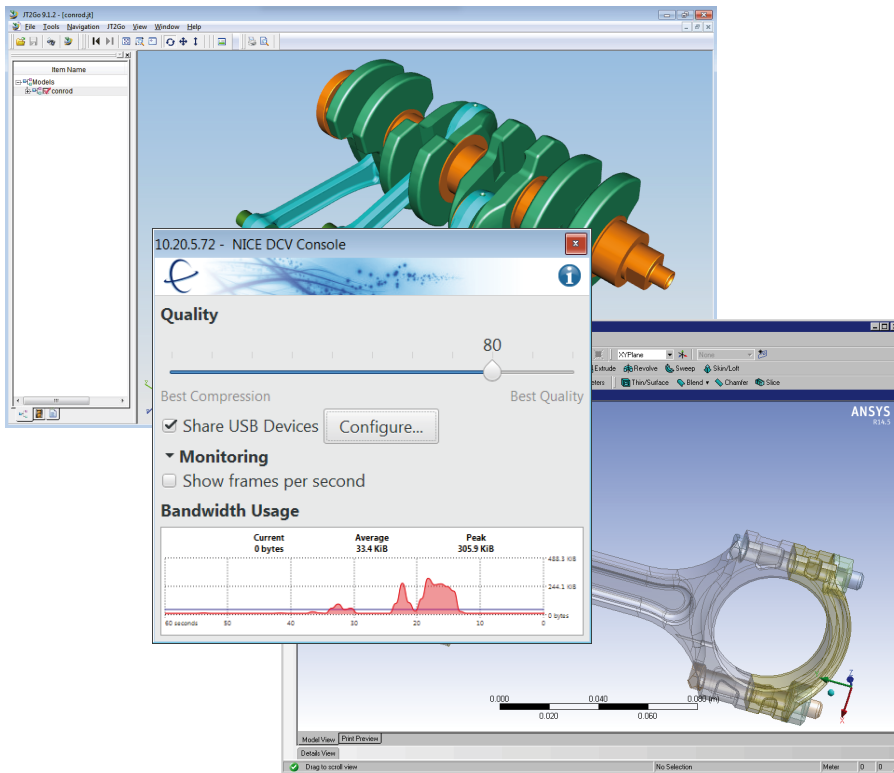 JT2Go 9.1.2 - [conrod.jt]
File Tools Navigation JT2Go View Window Help
Item Name
Models
conrod
10.20.5.72 - NICE DCV Console
Quality
80
Best Compression Best Quality
Share USB Devices Configure...
Monitoring
Show frames per second
Bandwidth Usage
Current Average Peak
0 bytes 33.4 KiB 305.9 KiB
488.3 KiB
244.1 KiB
0 bytes
60 seconds 50 40 30 20 10 0
XYPlane None
Extrude Revolve Sweep Skin/Loft
Thin/Surface Blend Chamfer Slice
ANSYS
R14.5
Z
X
0.000 0.040 0.080 (m)
0.020 0.060
Model View Print Preview
Details View
Drag to scroll view No Selection Meter 0 0